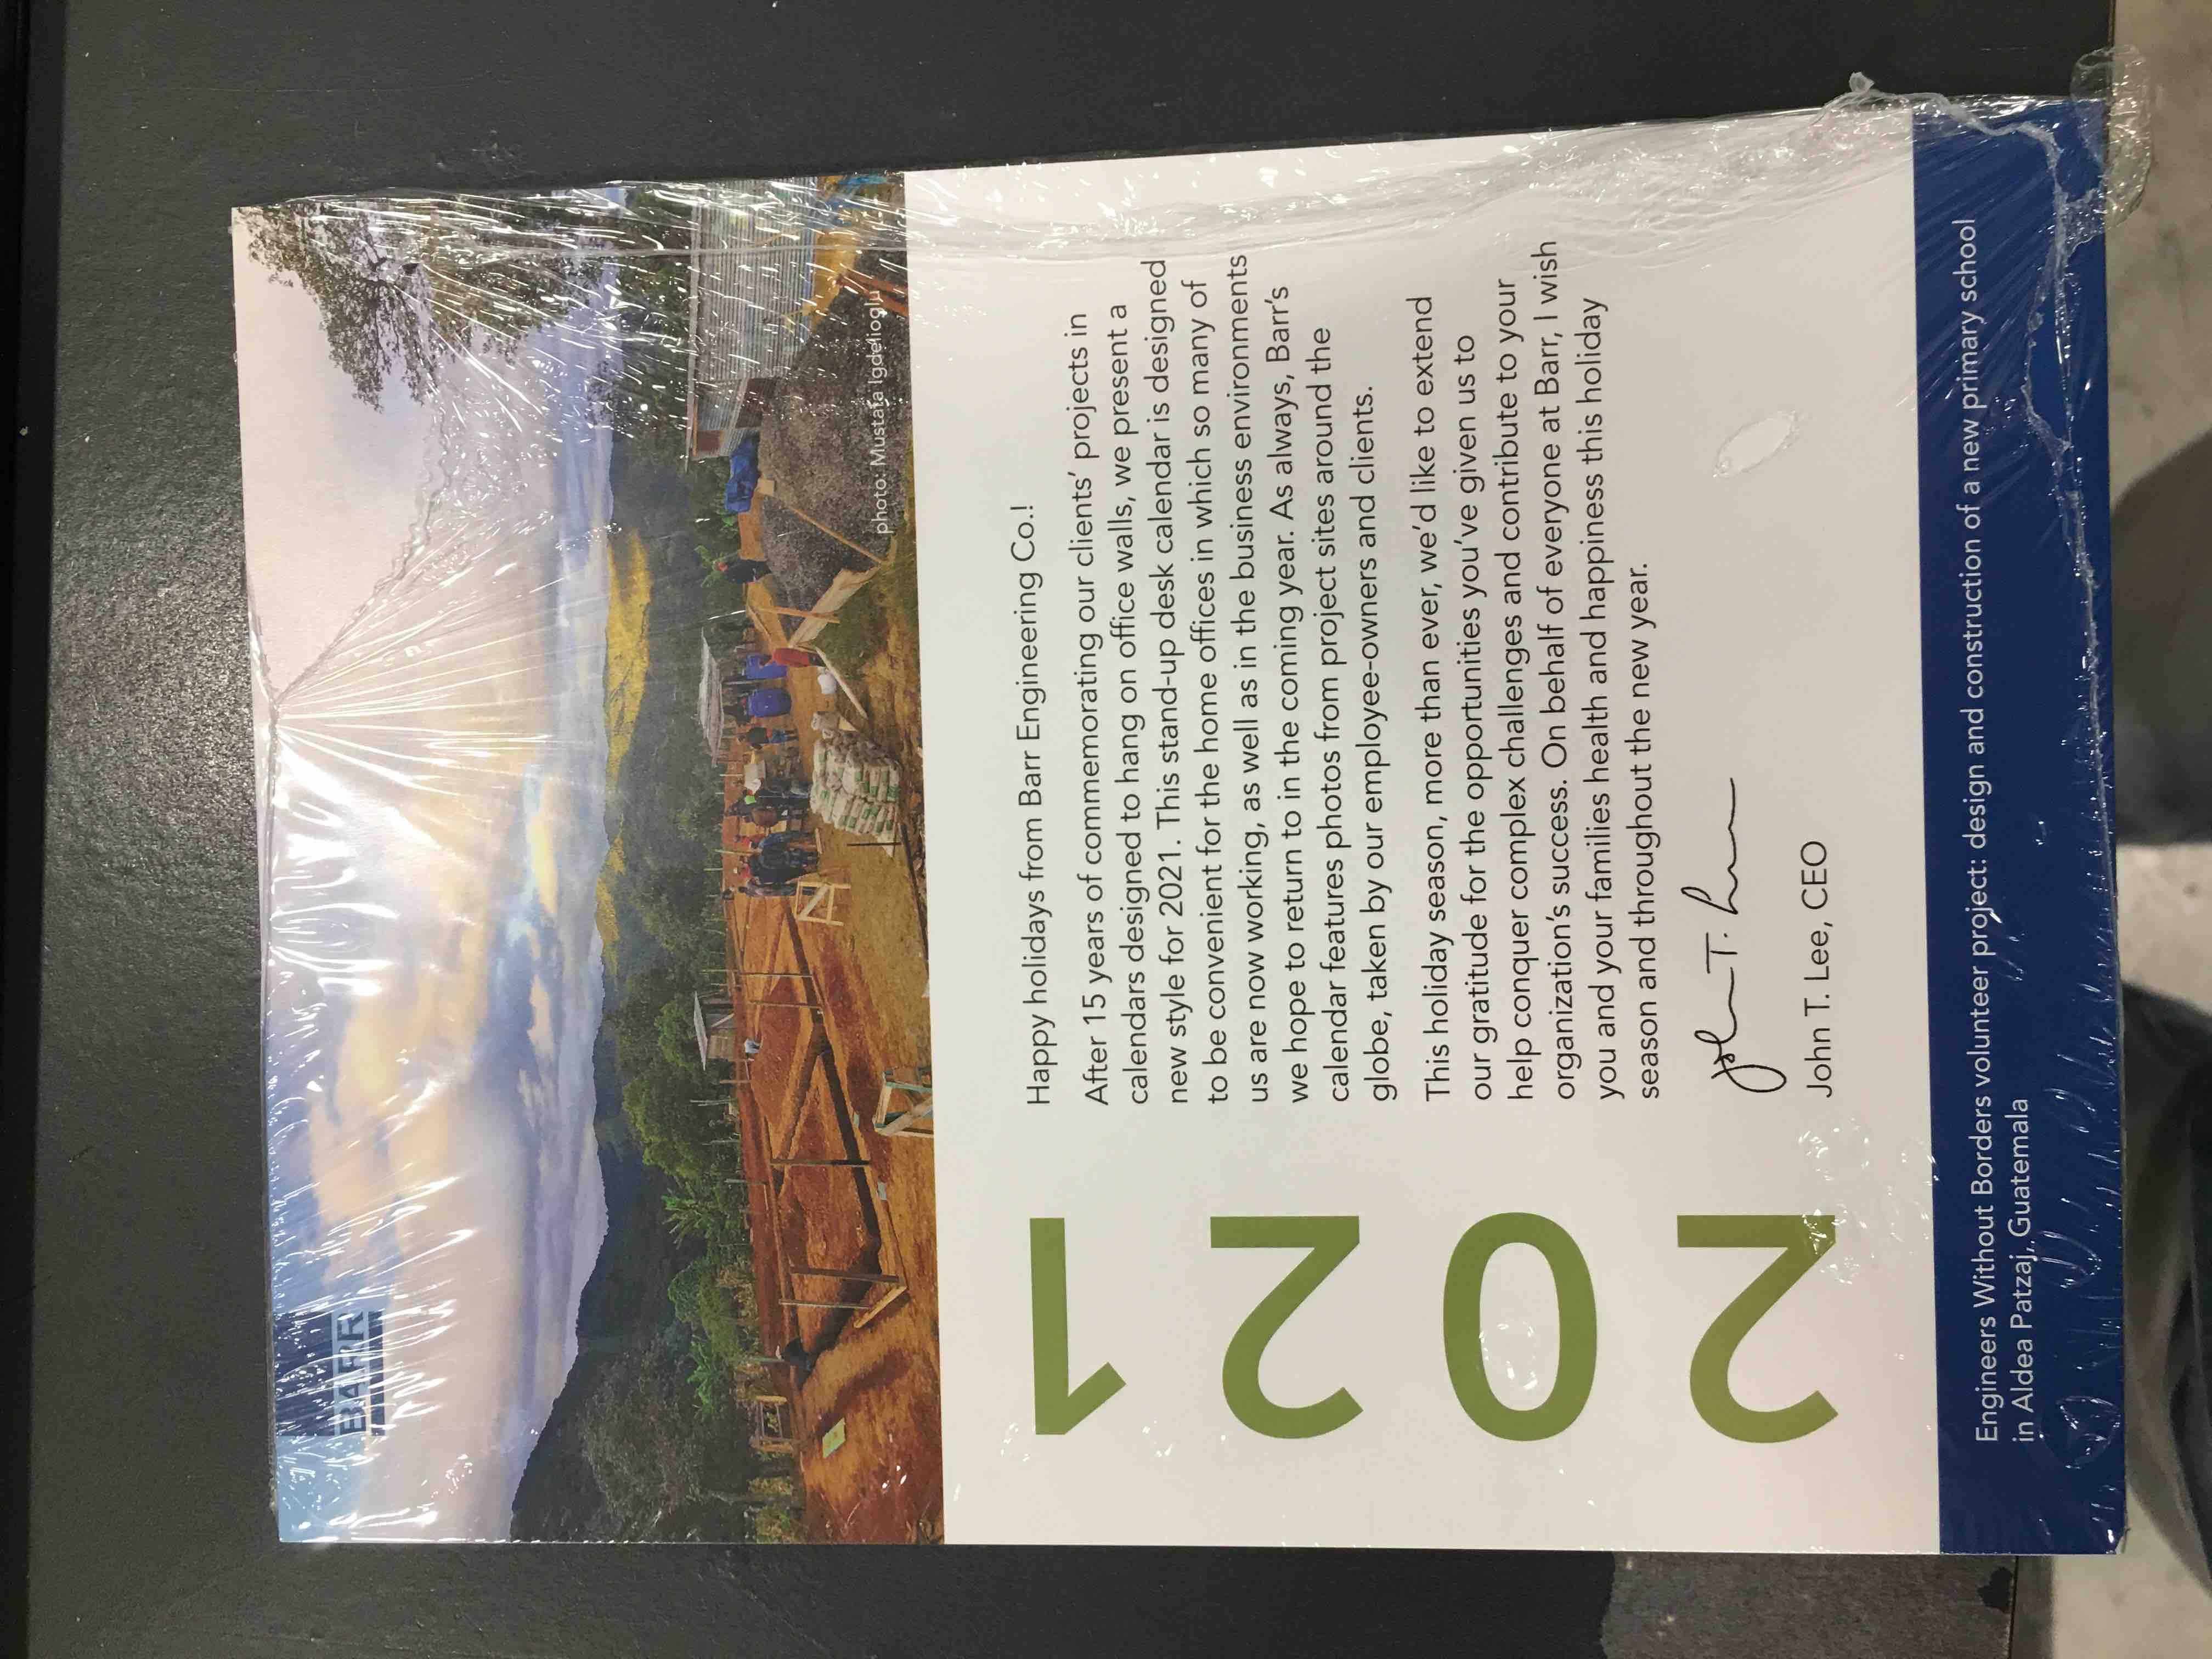 BARR
photo: Mustafa Igdelioglu
2021
Happy holidays from Barr Engineering Co.!
After 15 years of commemorating our clients' projects in
calendars designed to hang on office walls, we present a
new style for 2021. This stand-up desk calendar is designed
to be convenient for the home offices in which so many of
us are now working, as well as in the business environments
we hope to return to in the coming year. As always, Barr's
calendar features photos from project sites around the
globe, taken by our employee-owners and clients.
This holiday season, more than ever, we'd like to extend
our gratitude for the opportunities you've given us to
help conquer complex challenges and contribute to your
organization's success. On behalf of everyone at Barr, I wish
you and your families health and happiness this holiday
season and throughout the new year.
John T. Lee
John T. Lee, CEO
Engineers Without Borders volunteer project: design and construction of a new primary school
in Aldea Patzaj, Guatemala